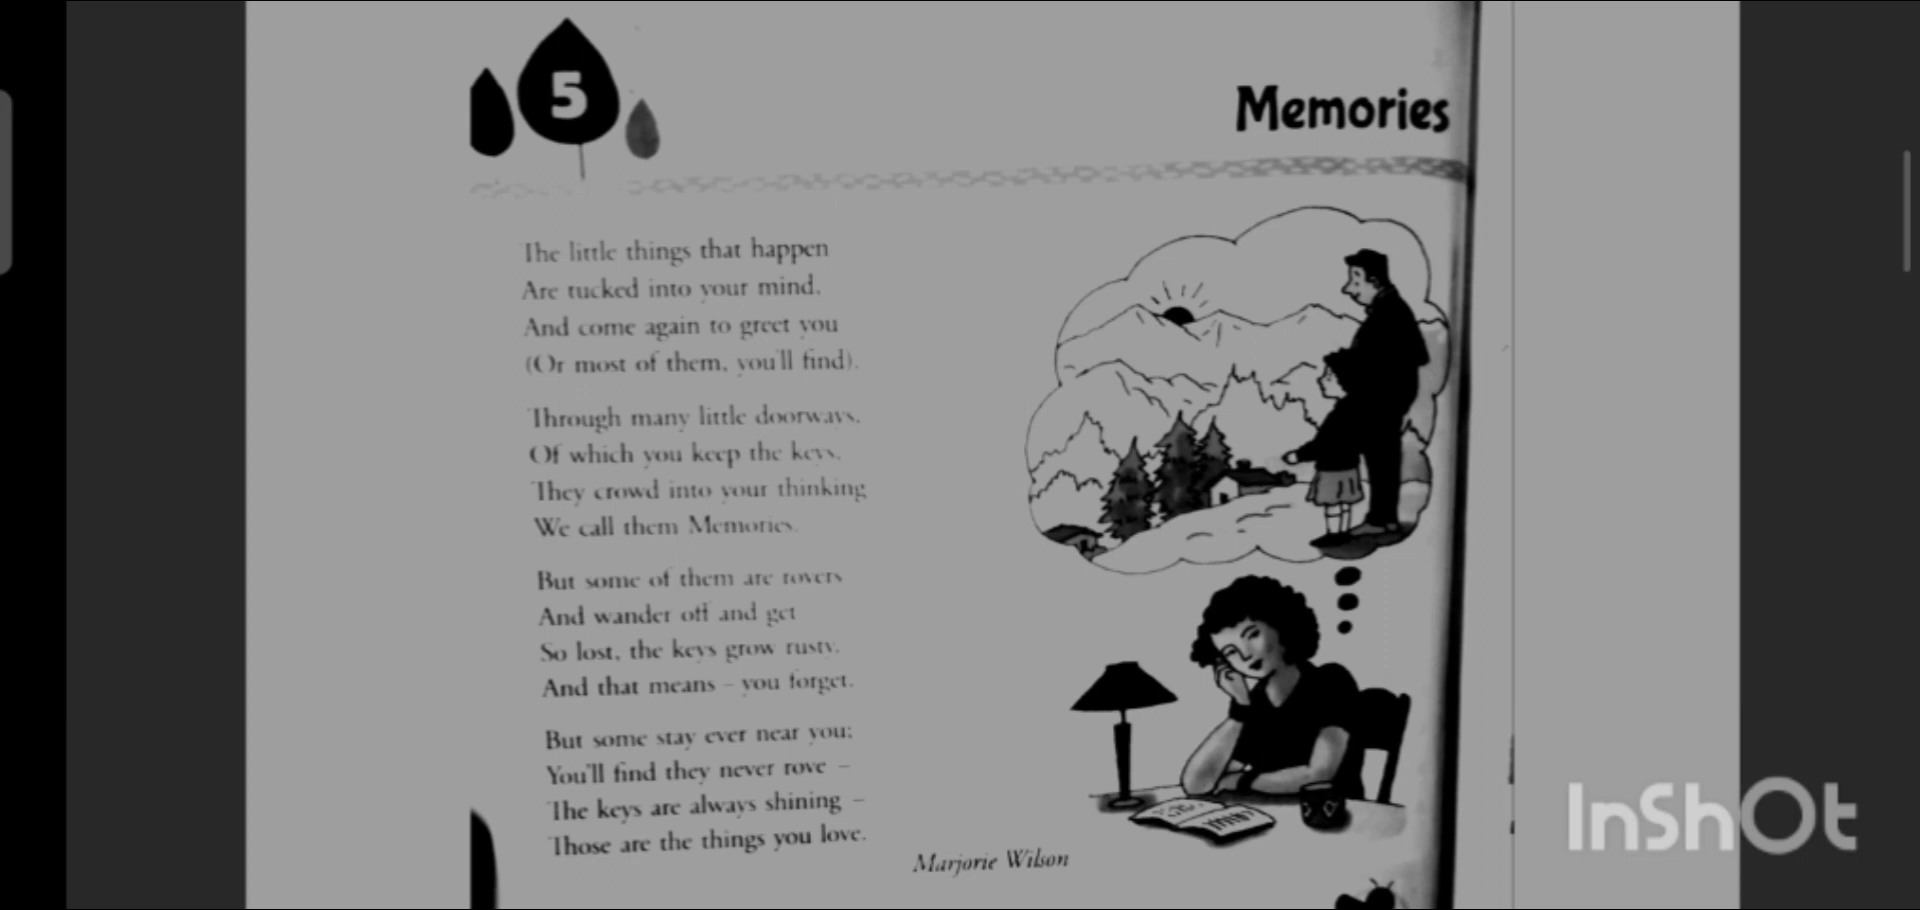 5
Memories
The little things that happen
Are tucked into your mind,
And come again to greet you
(Or most of them, you'll find).
Through many little doorways,
Of which you keep the keys,
They crowd into your thinking
We call them Memories.
But some of them are rovers
And wander off and get
So lost, the keys grow rusty,
And that means – you forget.
But some stay ever near you;
You'll find they never rove –
The keys are always shining –
Those are the things you love.
Marjorie Wilson
InShOt